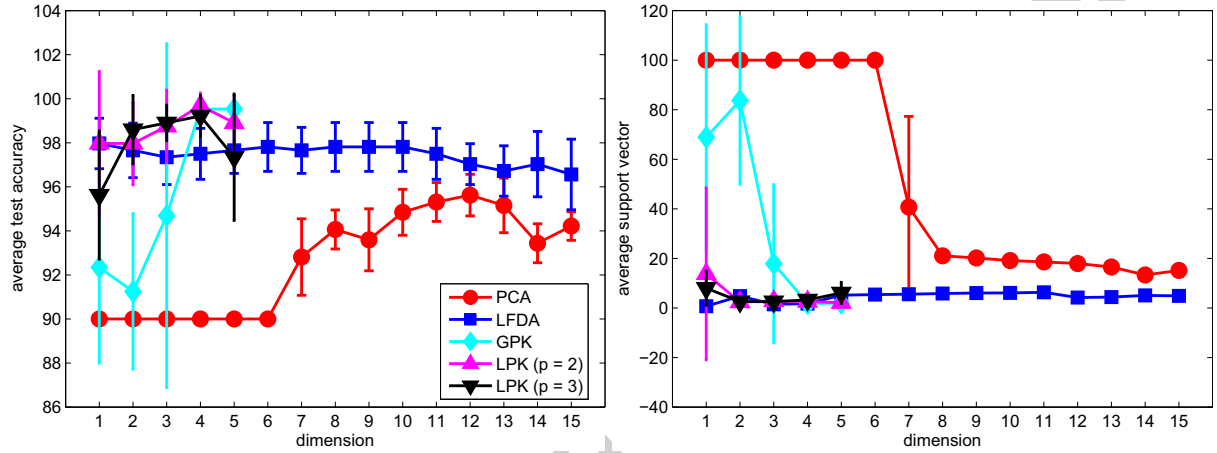 104
102
100
98
96
94
92
90
88
86
average test accuracy
1 2 3 4 5 6 7 8 9 10 11 12 13 14 15
dimension
PCA
LFDA
GPK
LPK (p = 2)
LPK (p = 3)
120
100
80
60
40
20
0
−20
−40
average support vector
1 2 3 4 5 6 7 8 9 10 11 12 13 14 15
dimension